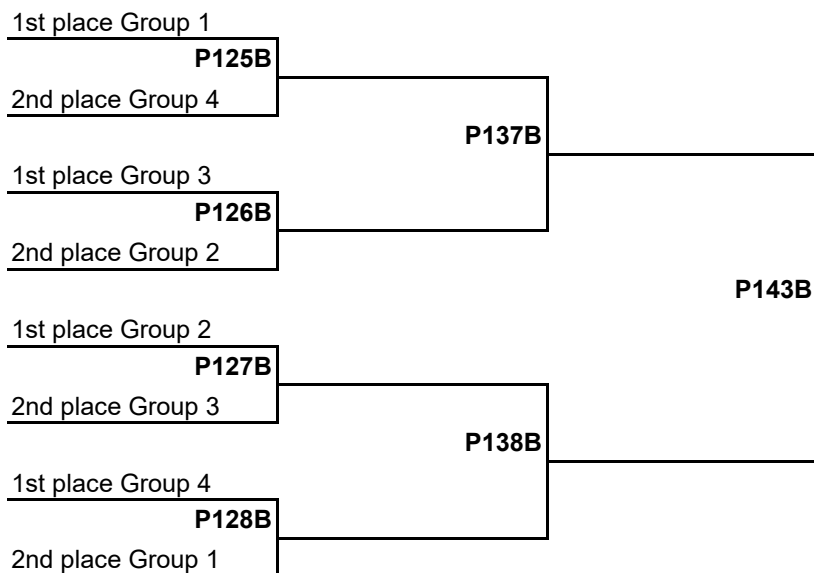 1st place Group 1
P125B
2nd place Group 4
P137B
1st place Group 3
P126B
2nd place Group 2
P143B
1st place Group 2
P127B
2nd place Group 3
P138B
1st place Group 4
P128B
2nd place Group 1